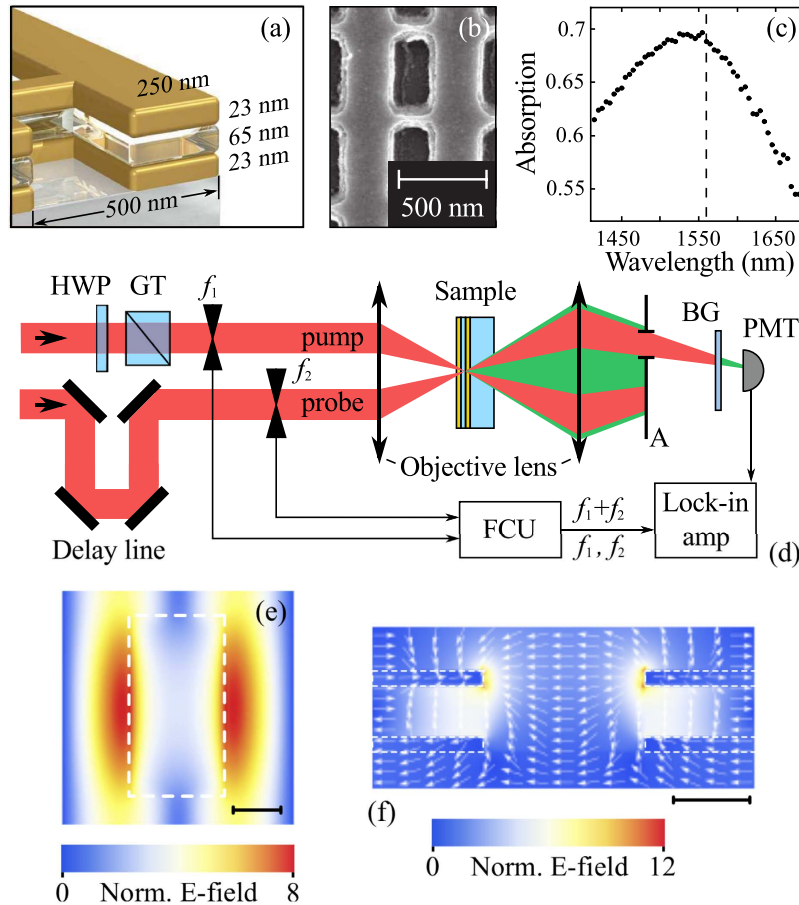 (a)
250 nm
23 nm
65 nm
23 nm
500 nm
(b)
500 nm
(c)
Absorption
0.7
0.65
0.6
0.55
1450 1550 1650
Wavelength (nm)
HWP GT f1
pump
f2
probe
Sample
BG
PMT
A
Objective lens
Delay line
FCU
f1+f2
f1, f2
Lock-in
amp
(d)
(e)
0 Norm. E-field 8
(f)
0 Norm. E-field 12